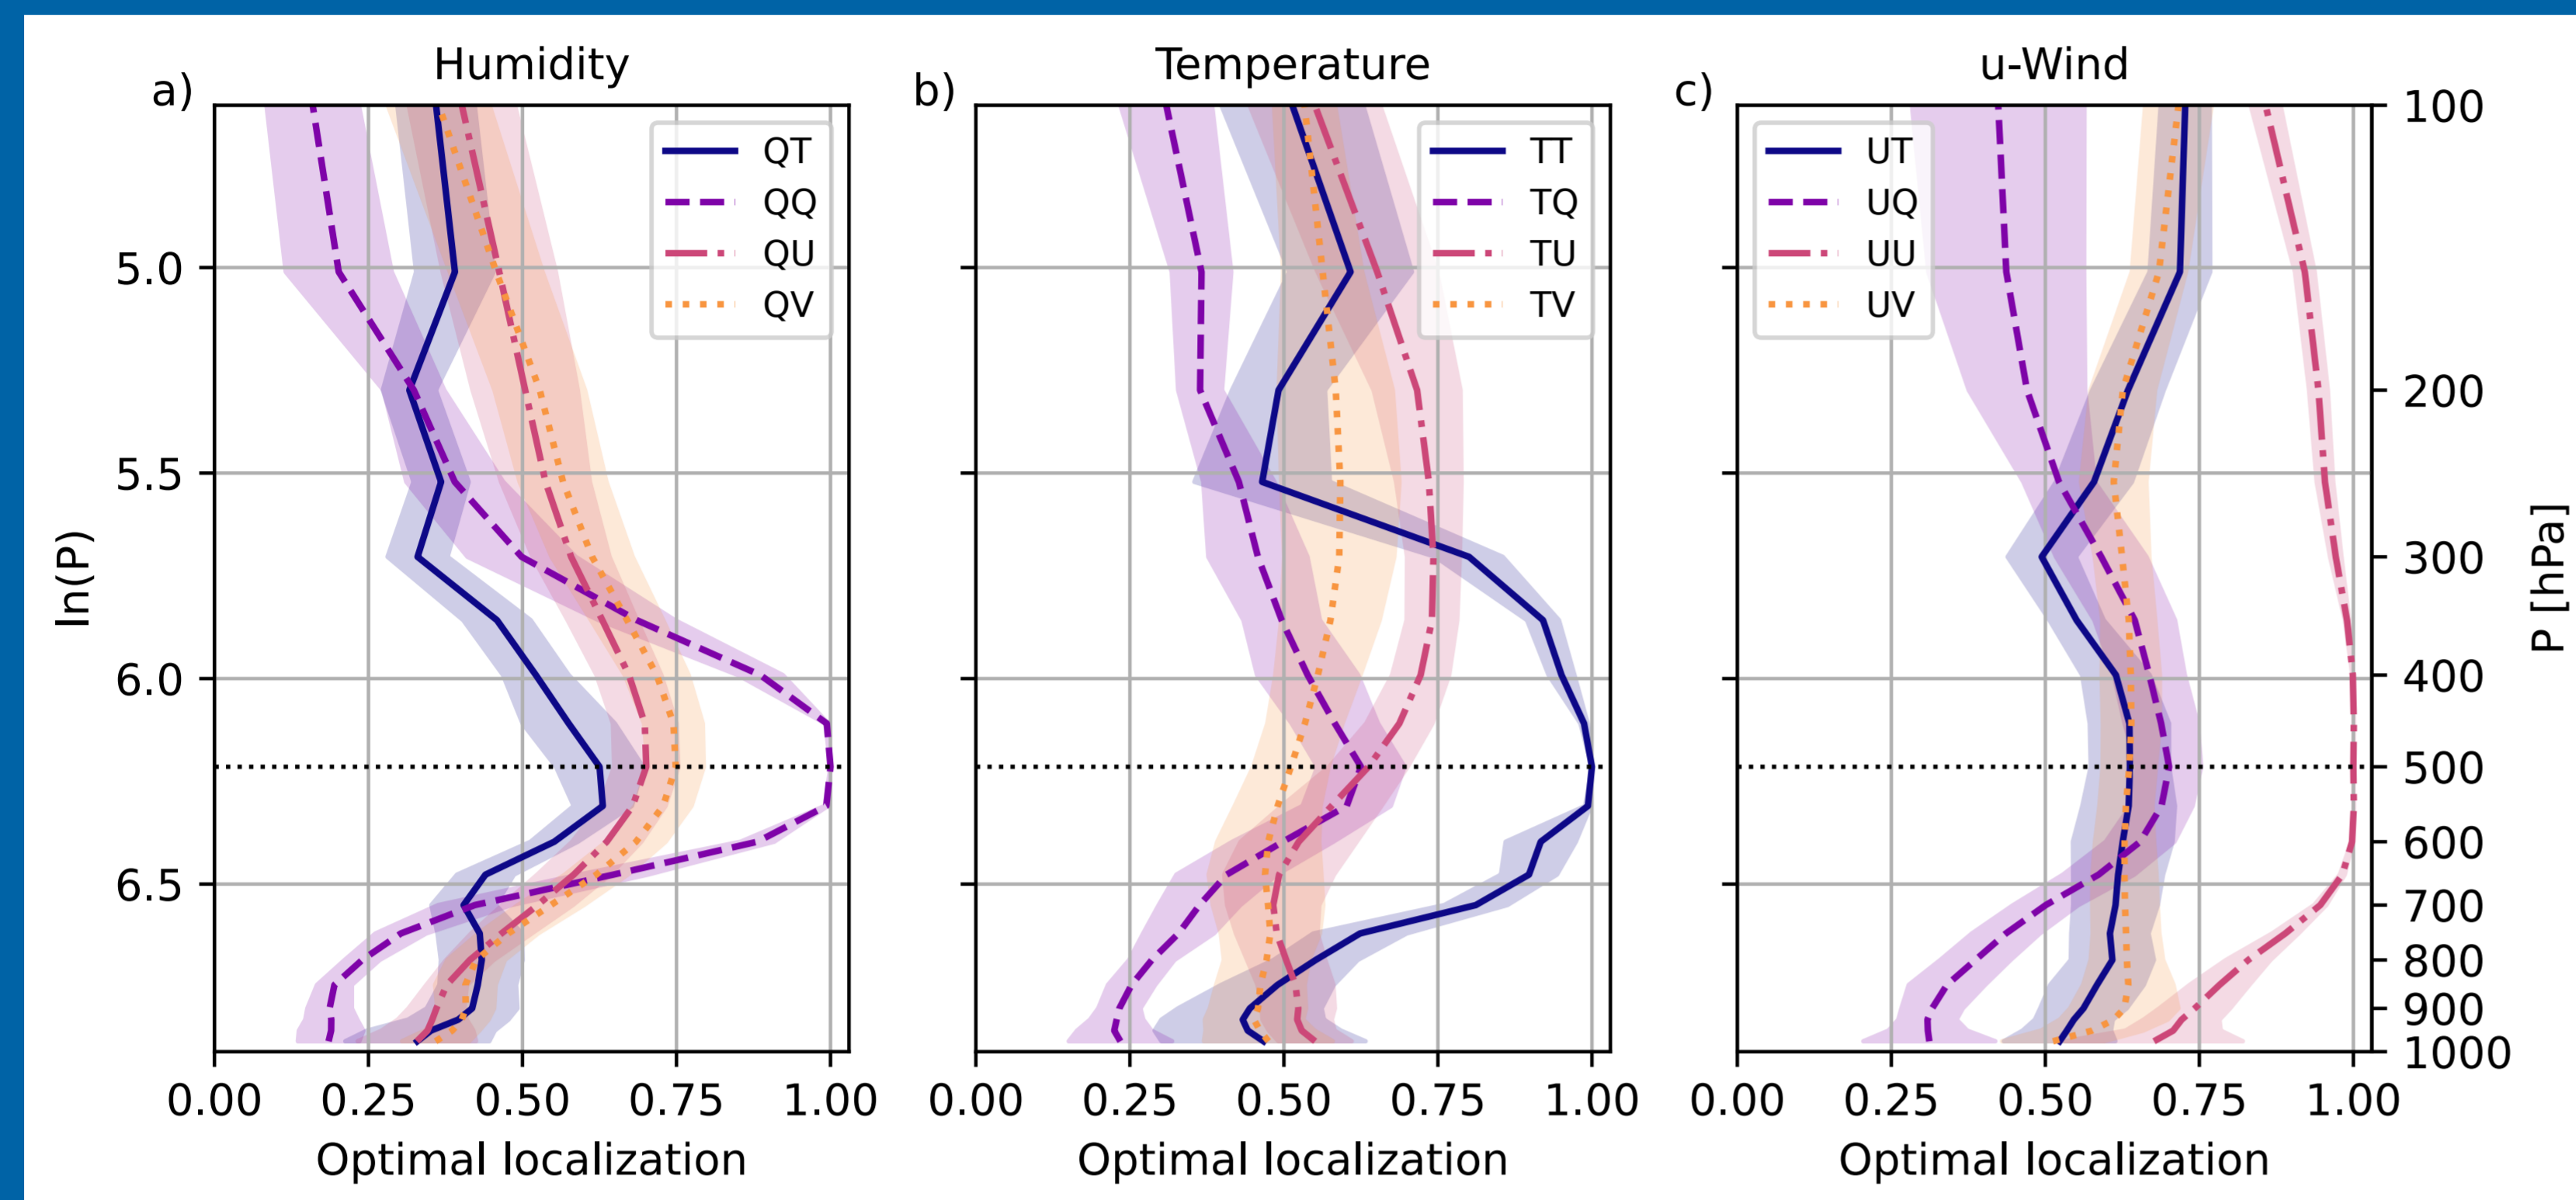 Humidity
a)
QT
QQ
QU
QV
5.0
5.5
6.0
6.5
ln(P)
0.00 0.25 0.50 0.75 1.00
Optimal localization
Temperature
b)
TT
TQ
TU
TV
0.00 0.25 0.50 0.75 1.00
Optimal localization
u-Wind
c)
UT
UQ
UU
UV
100
200
300
400
500
600
700
800
900
1000
P [hPa]
0.00 0.25 0.50 0.75 1.00
Optimal localization